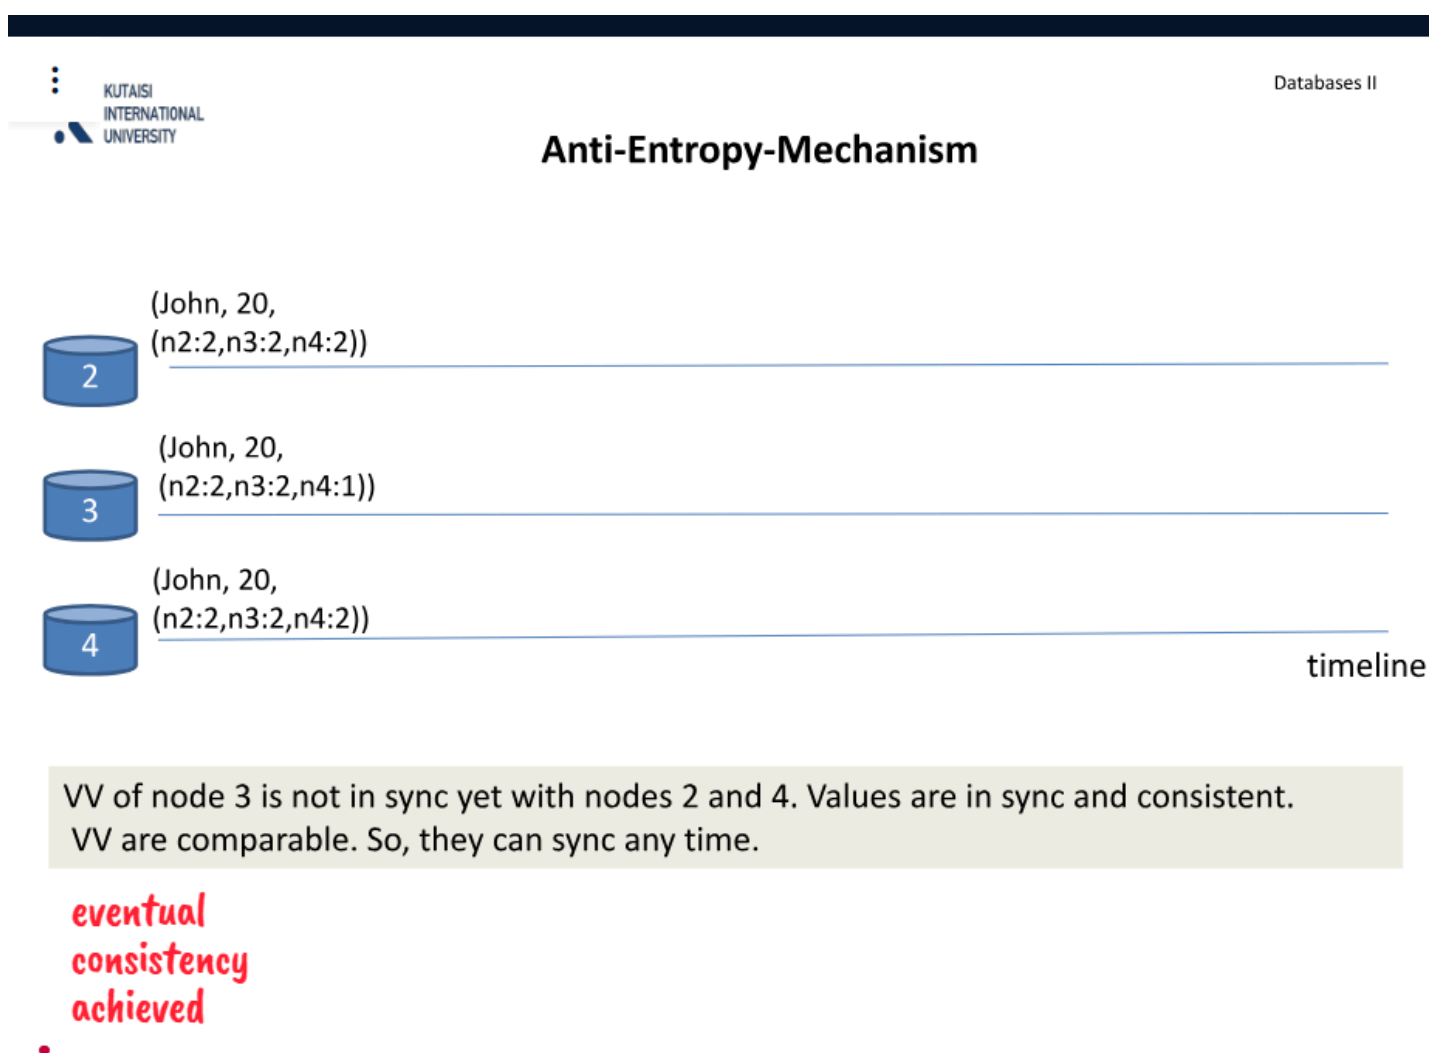 KUTAISI
INTERNATIONAL
UNIVERSITY
Databases II
Anti-Entropy-Mechanism
(John, 20,
(n2:2,n3:2,n4:2))
2
(John, 20,
(n2:2,n3:2,n4:1))
3
(John, 20,
(n2:2,n3:2,n4:2))
4
timeline
VV of node 3 is not in sync yet with nodes 2 and 4. Values are in sync and consistent.
VV are comparable. So, they can sync any time.
eventual
consistency
achieved